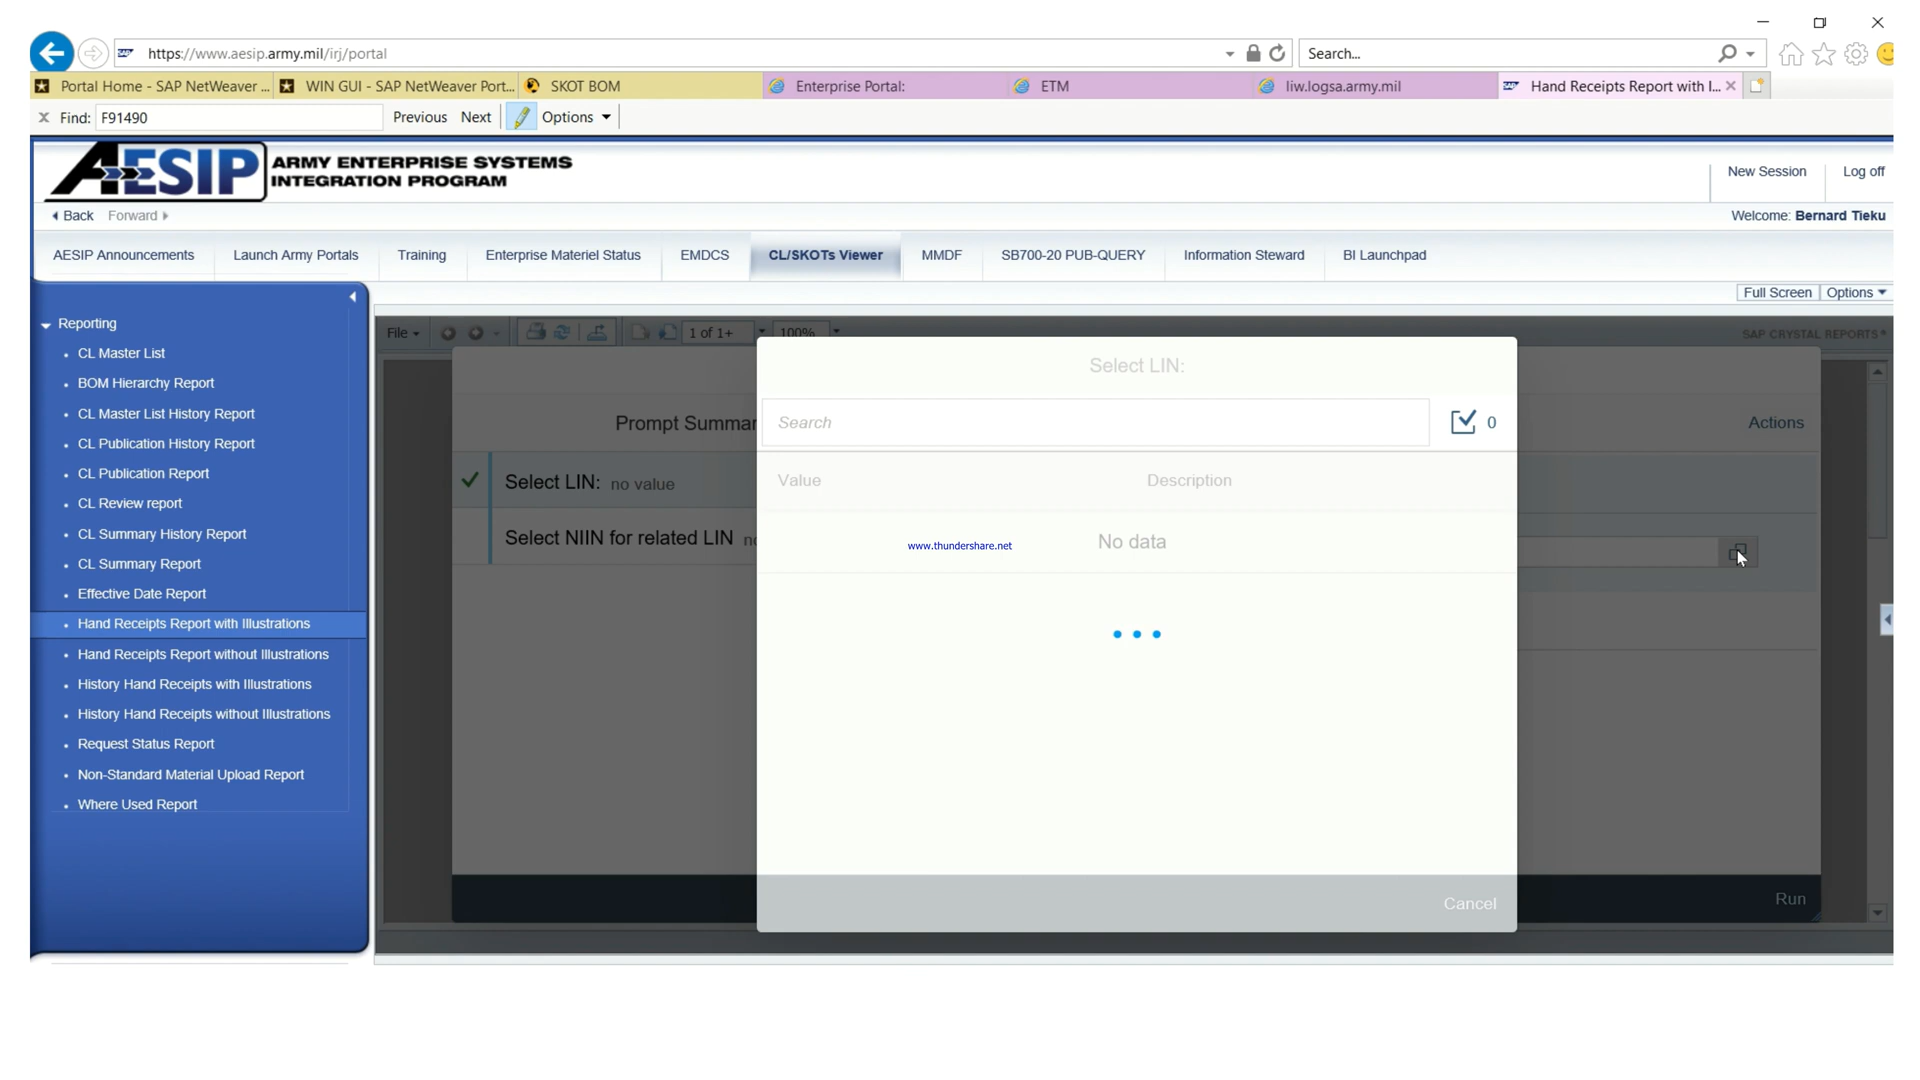 https://www.aesip.army.mil/irj/portal
Search...
Portal Home - SAP NetWeaver ...
WIN GUI - SAP NetWeaver Port...
SKOT BOM
Enterprise Portal:
ETM
liw.logsa.army.mil
Hand Receipts Report with I...
x Find: F91490 Previous Next Options
AESIP ARMY ENTERPRISE SYSTEMS
INTEGRATION PROGRAM
New Session Log off
Back Forward
Welcome: Bernard Tieku
AESIP Announcements Launch Army Portals Training Enterprise Materiel Status EMDCS CL/SKOTs Viewer MMDF SB700-20 PUB-QUERY Information Steward BI Launchpad
Full Screen Options
Reporting
CL Master List
BOM Hierarchy Report
CL Master List History Report
CL Publication History Report
CL Publication Report
CL Review report
CL Summary History Report
CL Summary Report
Effective Date Report
Hand Receipts Report with Illustrations
Hand Receipts Report without Illustrations
History Hand Receipts with Illustrations
History Hand Receipts without Illustrations
Request Status Report
Non-Standard Material Upload Report
Where Used Report
File 1 of 1+ 100% SAP CRYSTAL REPORTS
Prompt Summar
Actions
Select LIN: no value
Select NIIN for related LIN
Select LIN:
Search
0
Value Description
No data
www.thundershare.net
Cancel
Run